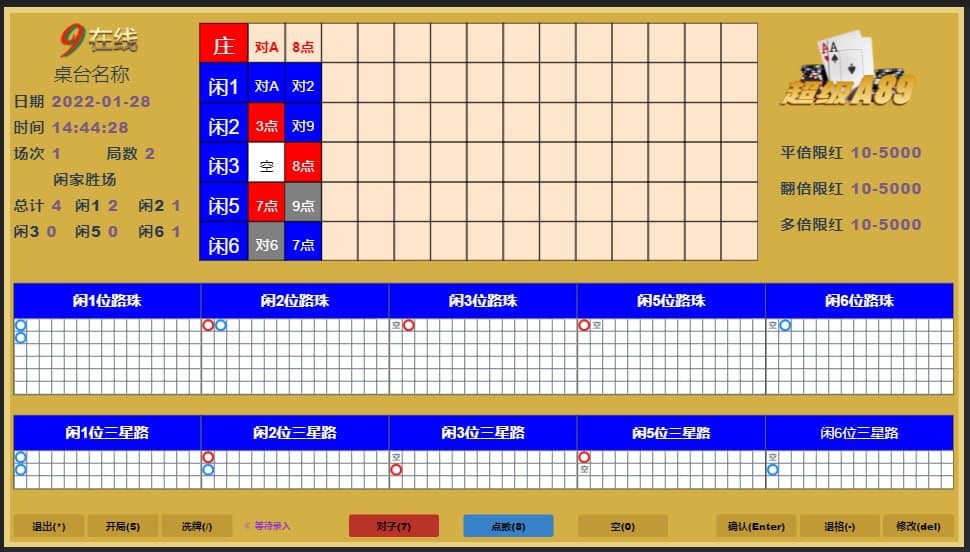 9在线
桌台名称
日期 2022-01-28
时间 14:44:28
场次 1 局数 2
闲家胜场
总计 4 闲1 2 闲2 1
闲3 0 闲5 0 闲6 1
庄 对A 8点
闲1 对A 对2
闲2 3点 对9
闲3 空 8点
闲5 7点 9点
闲6 对6 7点
A A
超级A89
平倍限红 10-5000
翻倍限红 10-5000
多倍限红 10-5000
闲1位路珠 闲2位路珠 闲3位路珠 闲5位路珠 闲6位路珠
空 空 空
闲1位三星路 闲2位三星路 闲3位三星路 闲5位三星路 闲6位三星路
空 空
空
退出(*) 开局(5) 洗牌(/) 等待录入 对子(7) 点数(8) 空(0) 确认(Enter) 退格(-) 修改(del)